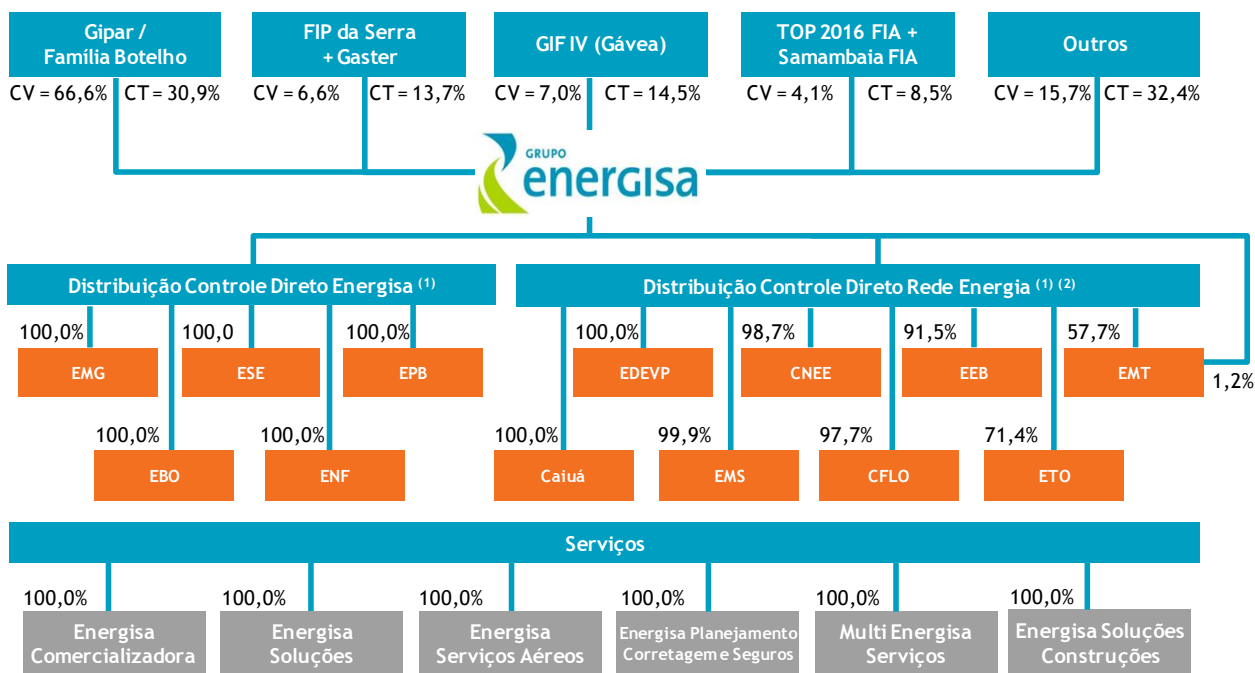 Gipar /
Família Botelho
FIP da Serra
+ Gaster
GIF IV (Gávea)
TOP 2016 FIA +
Samambaia FIA
Outros
CV = 66,6% CT = 30,9%
CV = 6,6% CT = 13,7%
CV = 7,0% CT = 14,5%
CV = 4,1% CT = 8,5%
CV = 15,7% CT = 32,4%
GRUPO
energisa
Distribuição Controle Direto Energisa (1)
Distribuição Controle Direto Rede Energia (1) (2)
100,0%
EMG
100,0
ESE
100,0%
EPB
100,0%
EDEVP
98,7%
CNEE
91,5%
EEB
57,7%
EMT
1,2%
100,0%
EBO
100,0%
ENF
100,0%
Caiuá
99,9%
EMS
97,7%
CFLO
71,4%
ETO
Serviços
100,0%
Energisa
Comercializadora
100,0%
Energisa
Soluções
100,0%
Energisa
Serviços Aéreos
100,0%
Energisa Planejamento
Corretagem e Seguros
100,0%
Multi Energisa
Serviços
100,0%
Energisa Soluções
Construções